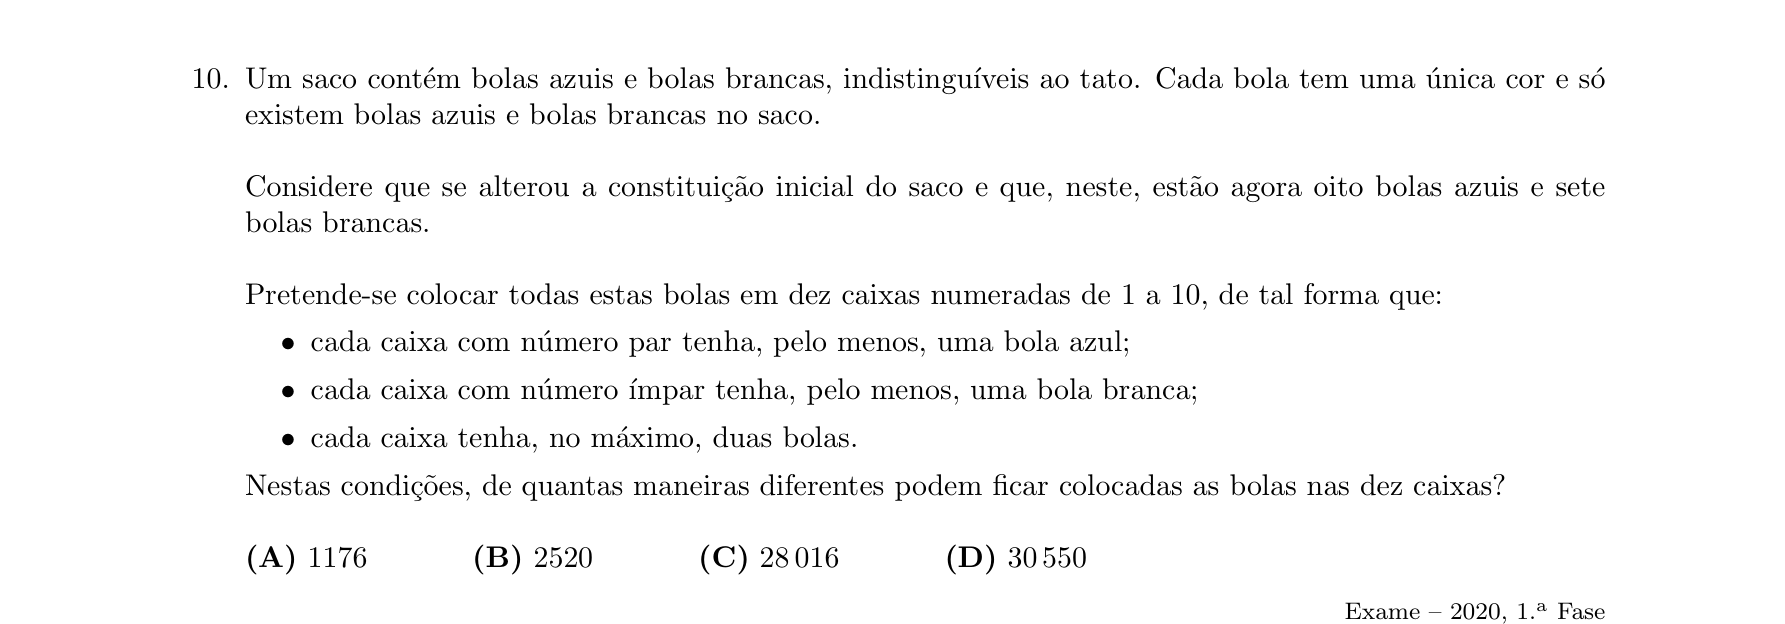 10. Um saco contém bolas azuis e bolas brancas, indistinguíveis ao tato. Cada bola tem uma única cor e só
existem bolas azuis e bolas brancas no saco.
Considere que se alterou a constituição inicial do saco e que, neste, estão agora oito bolas azuis e sete
bolas brancas.
Pretende-se colocar todas estas bolas em dez caixas numeradas de 1 a 10, de tal forma que:
• cada caixa com número par tenha, pelo menos, uma bola azul;
• cada caixa com número ímpar tenha, pelo menos, uma bola branca;
• cada caixa tenha, no máximo, duas bolas.
Nestas condições, de quantas maneiras diferentes podem ficar colocadas as bolas nas dez caixas?
(A) 1176 (B) 2520 (C) 28 016 (D) 30 550
Exame – 2020, 1.ª Fase